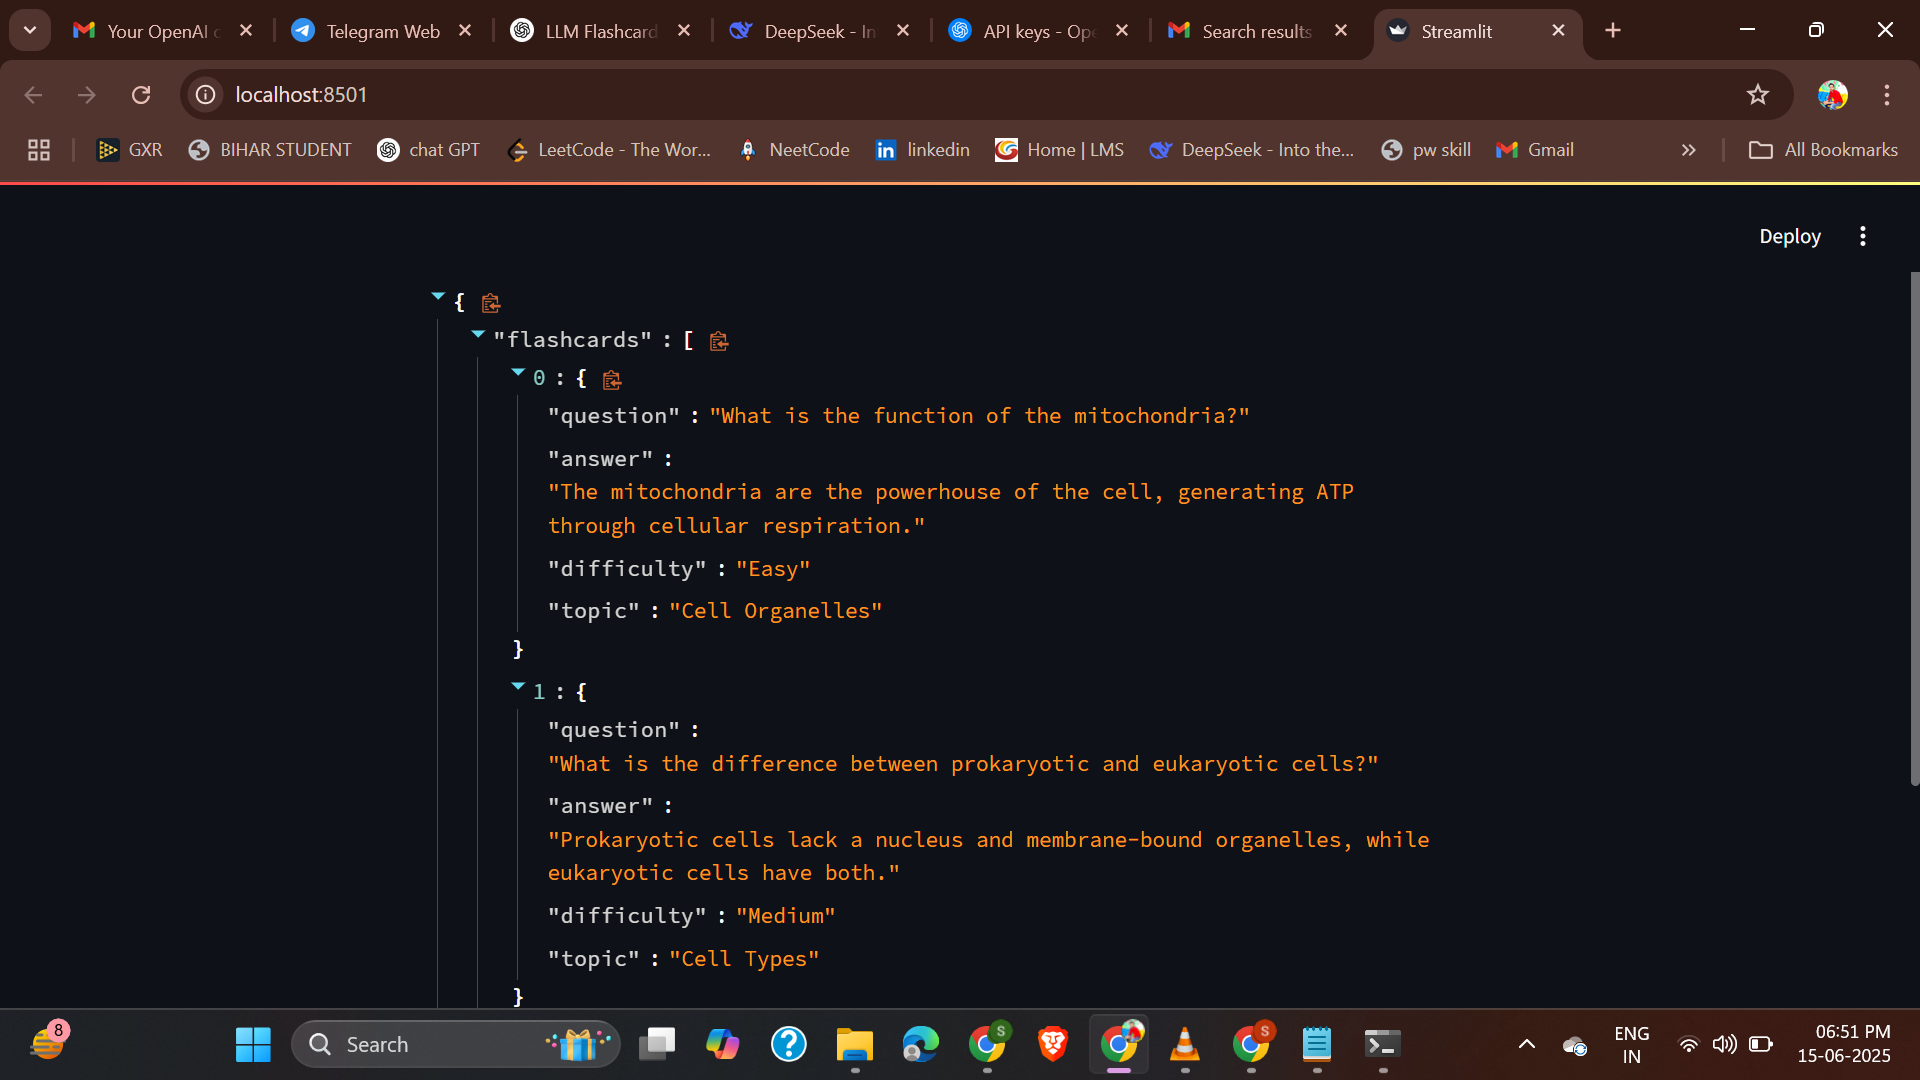 Your OpenAI
Telegram Web
LLM Flashcard
DeepSeek - In
API keys - Ope
Search results
Streamlit
localhost:8501
GXR
BIHAR STUDENT
chat GPT
LeetCode - The Wor...
NeetCode
linkedin
Home | LMS
DeepSeek - Into the...
pw skill
Gmail
»
All Bookmarks
Deploy
{
"flashcards" : [
0 : {
"question" : "What is the function of the mitochondria?"
"answer" :
"The mitochondria are the powerhouse of the cell, generating ATP
through cellular respiration."
"difficulty" : "Easy"
"topic" : "Cell Organelles"
}
1 : {
"question" :
"What is the difference between prokaryotic and eukaryotic cells?"
"answer" :
"Prokaryotic cells lack a nucleus and membrane-bound organelles, while
eukaryotic cells have both."
"difficulty" : "Medium"
"topic" : "Cell Types"
}
8
Search
S
S
ENG
IN
06:51 PM
15-06-2025